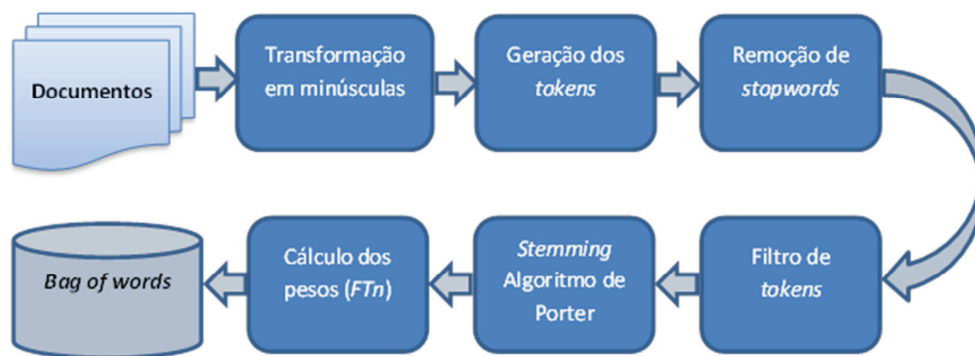 Documentos
Transformação
em minúsculas
Geração dos
tokens
Remoção de
stopwords
Filtro de
tokens
Stemming
Algoritmo de
Porter
Cálculo dos
pesos (FTn)
Bag of words